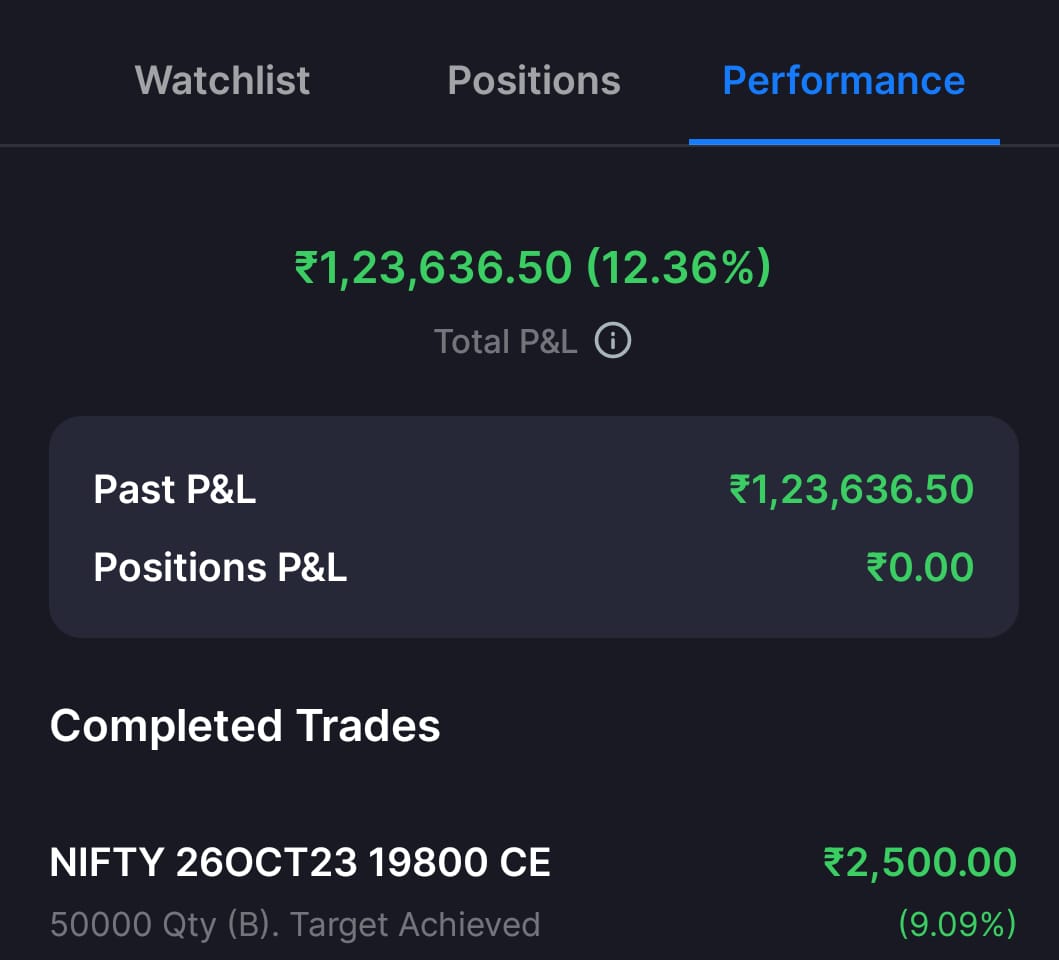 Watchlist Positions Performance
₹1,23,636.50 (12.36%)
Total P&L
Past P&L ₹1,23,636.50
Positions P&L ₹0.00
Completed Trades
NIFTY 26OCT23 19800 CE ₹2,500.00
50000 Qty (B). Target Achieved (9.09%)